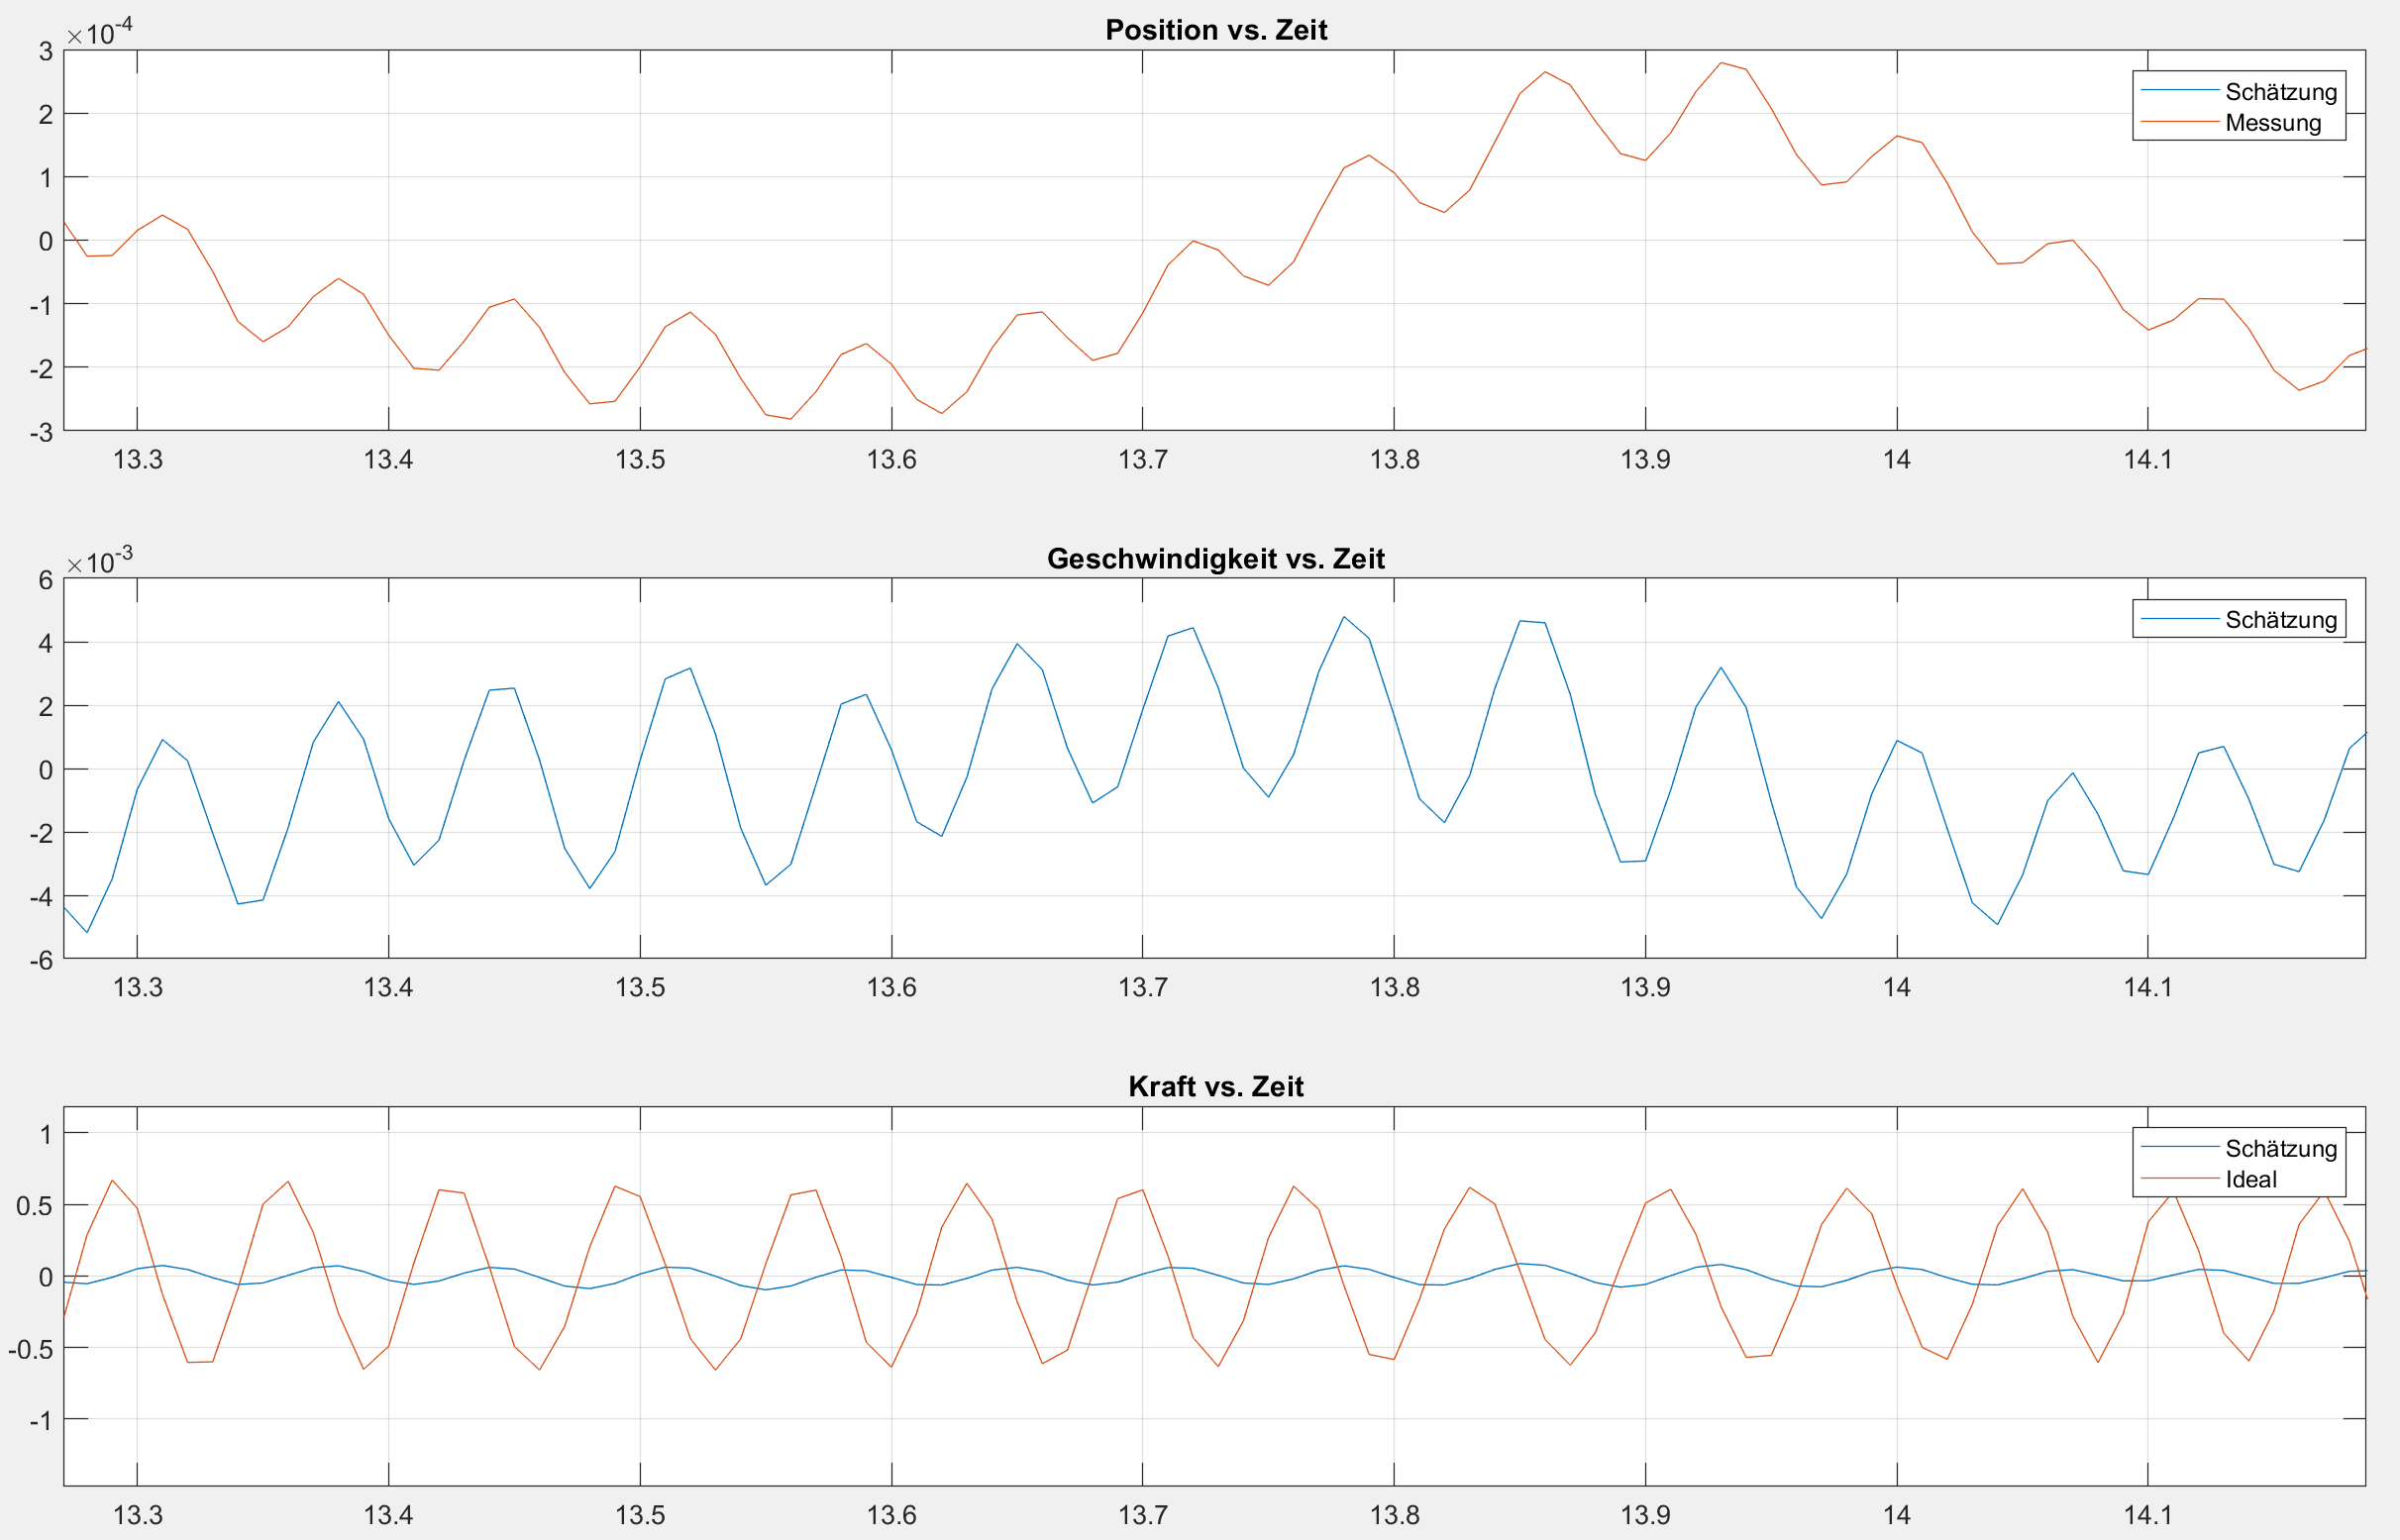 Position vs. Zeit
×10-4
3
2
1
0
-1
-2
-3
13.3 13.4 13.5 13.6 13.7 13.8 13.9 14 14.1
Schätzung
Messung
Geschwindigkeit vs. Zeit
×10-3
6
4
2
0
-2
-4
-6
13.3 13.4 13.5 13.6 13.7 13.8 13.9 14 14.1
Schätzung
Kraft vs. Zeit
1
0.5
0
-0.5
-1
13.3 13.4 13.5 13.6 13.7 13.8 13.9 14 14.1
Schätzung
Ideal